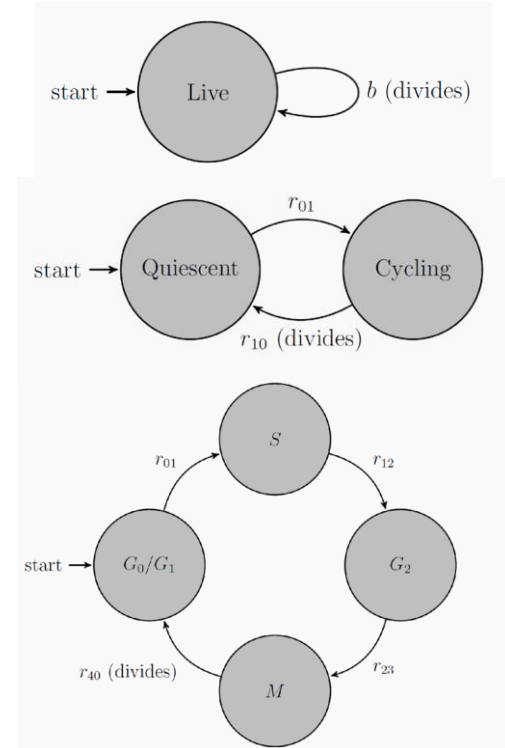 start
Live
b (divides)
r01
start
Quiescent
Cycling
r10 (divides)
S
r01
r12
start
G0/G1
G2
r40 (divides)
r23
M